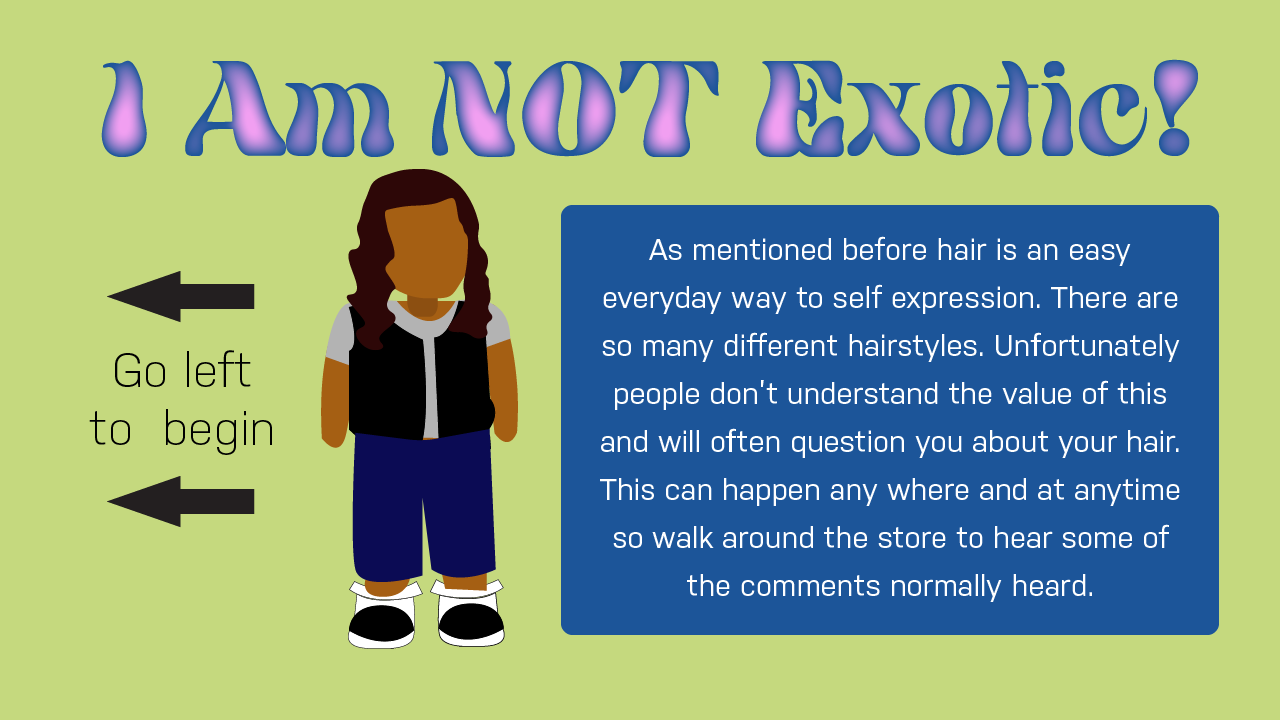 I Am NOT Exotic!
Go left
to begin
As mentioned before hair is an easy
everyday way to self expression. There are
so many different hairstyles. Unfortunately
people don't understand the value of this
and will often question you about your hair.
This can happen any where and at anytime
so walk around the store to hear some of
the comments normally heard.